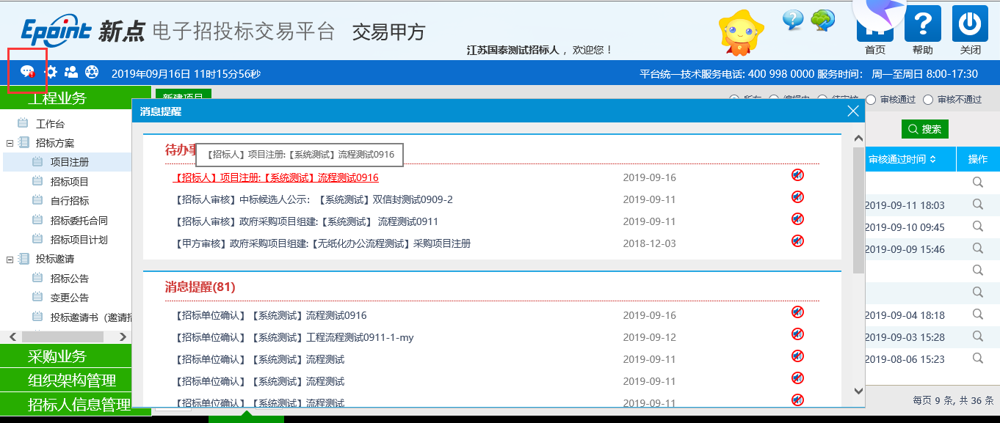 Epoint 新点 电子招投标交易平台 交易甲方
江苏国泰测试招标人 ，欢迎您！
首页 帮助 关闭
2019年09月16日 11时15分56秒
平台统一技术服务电话: 400 998 0000 服务时间： 周一至周日 8:00-17:30
工程业务
新建项目
审核通过 审核不通过
消息提醒
工作台
搜索
招标方案
待办事
【招标人】项目注册:【系统测试】流程测试0916
项目注册
审核通过时间 操作
【招标人】项目注册:【系统测试】流程测试0916 2019-09-16
招标项目
自行招标
【招标人审核】中标候选人公示: 【系统测试】双信封测试0909-2 2019-09-11
2019-09-11 18:03
招标委托合同
【招标人审核】政府采购项目组建:【系统测试】 流程测试0911 2019-09-11
2019-09-10 09:45
招标项目计划
【甲方审核】政府采购项目组建:【无纸化办公流程测试】采购项目注册 2018-12-03
2019-09-09 15:46
投标邀请
招标公告
消息提醒(81)
变更公告
投标邀请书（邀请招
【招标单位确认】【系统测试】流程测试0916 2019-09-16
2019-09-04 18:18
【招标单位确认】【系统测试】工程流程测试0911-1-my 2019-09-12
2019-09-03 15:28
采购业务
【招标单位确认】【系统测试】流程测试 2019-09-11
2019-08-06 15:23
组织架构管理
【招标单位确认】【系统测试】流程测试 2019-09-11
招标人信息管理
【招标单位确认】【系统测试】流程测试 2019-09-11
每页 9 条, 共 36 条